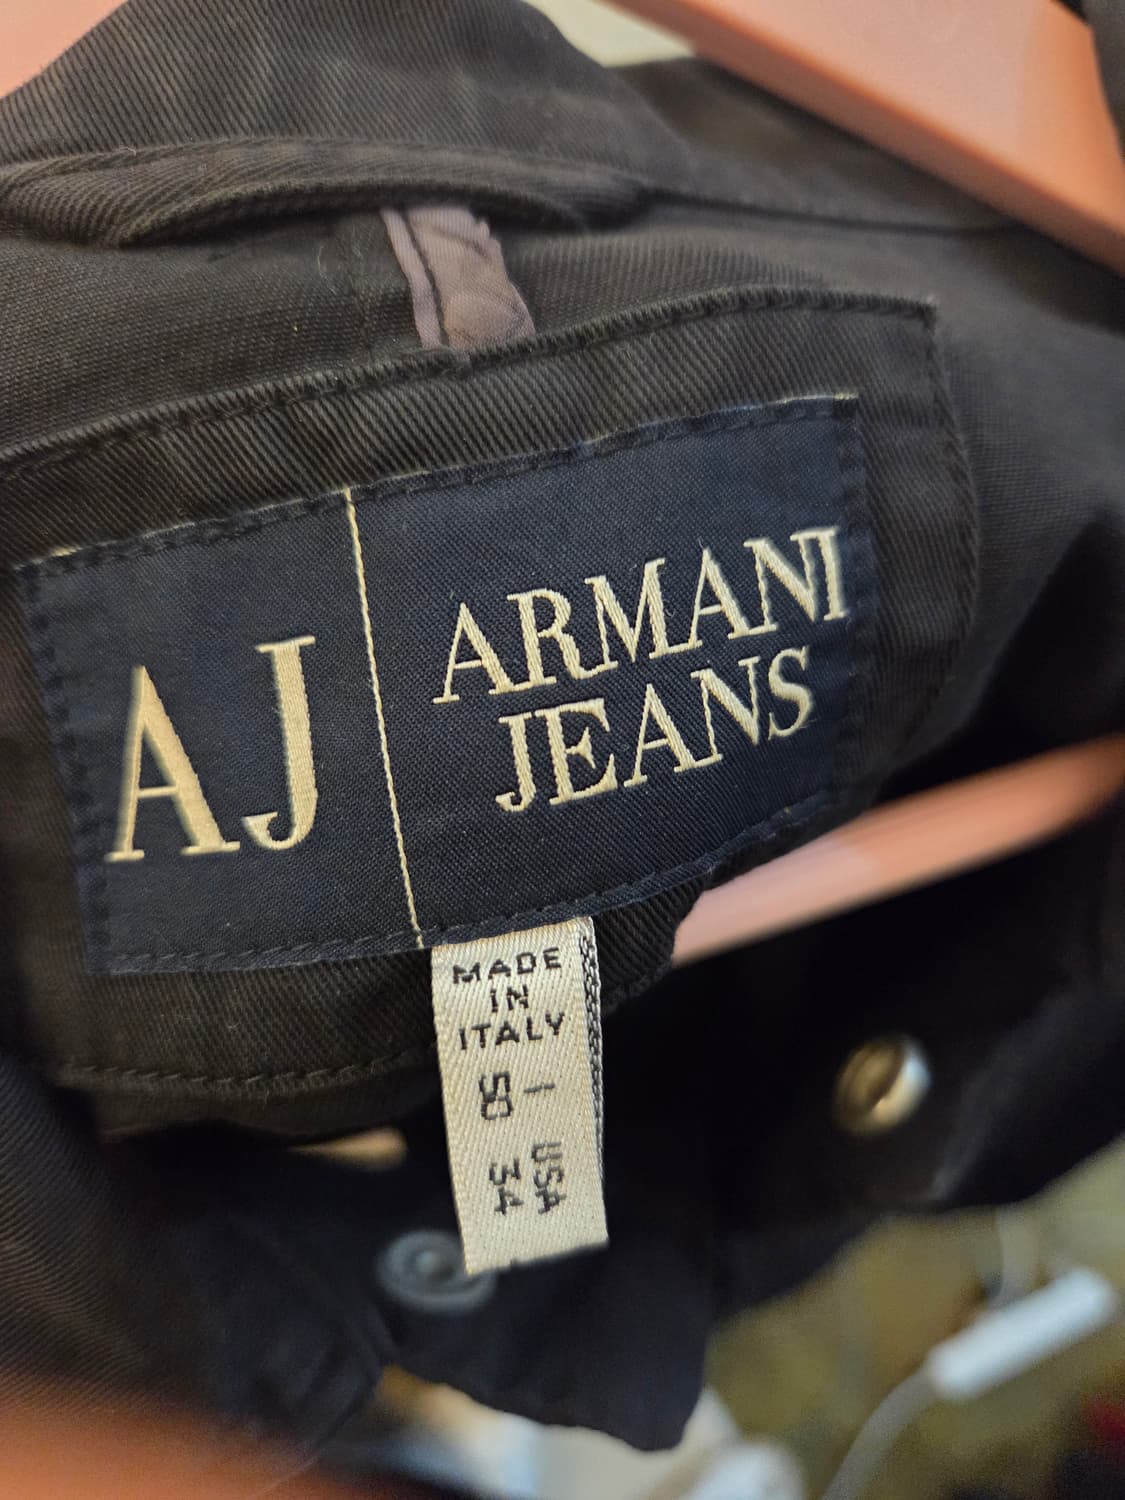 AJ
ARMANI
JEANS
MADE
IN
ITALY
I
50
USA
34